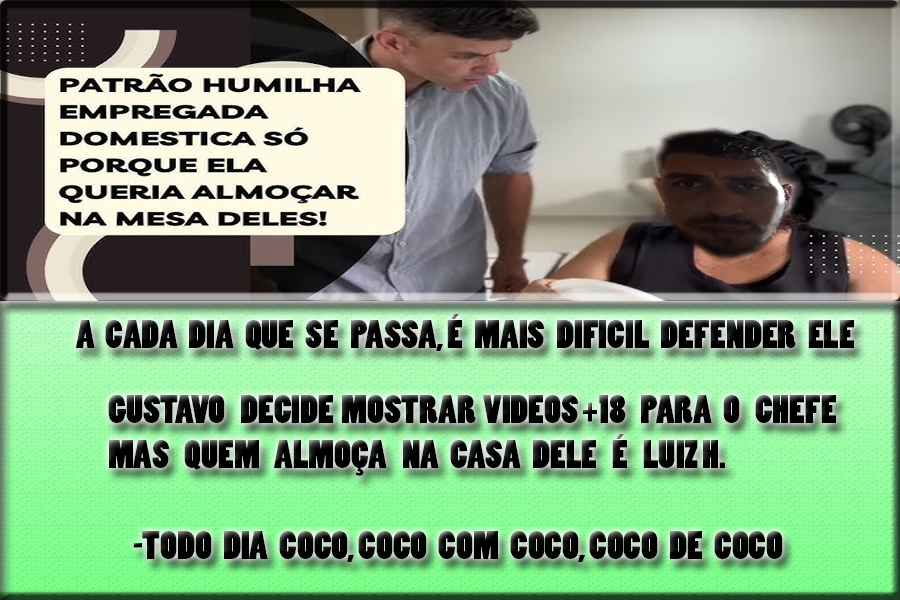 PATRÃO HUMILHA
EMPREGADA
DOMESTICA SÓ
PORQUE ELA
QUERIA ALMOÇAR
NA MESA DELES!
A CADA DIA QUE SE PASSA, É MAIS DIFICIL DEFENDER ELE
GUSTAVO DECIDE MOSTRAR VIDEOS +18 PARA O CHEFE
MAS QUEM ALMOÇA NA CASA DELE É LUIZ H.
-TODO DIA COCO, COCO COM COCO, COCO DE COCO